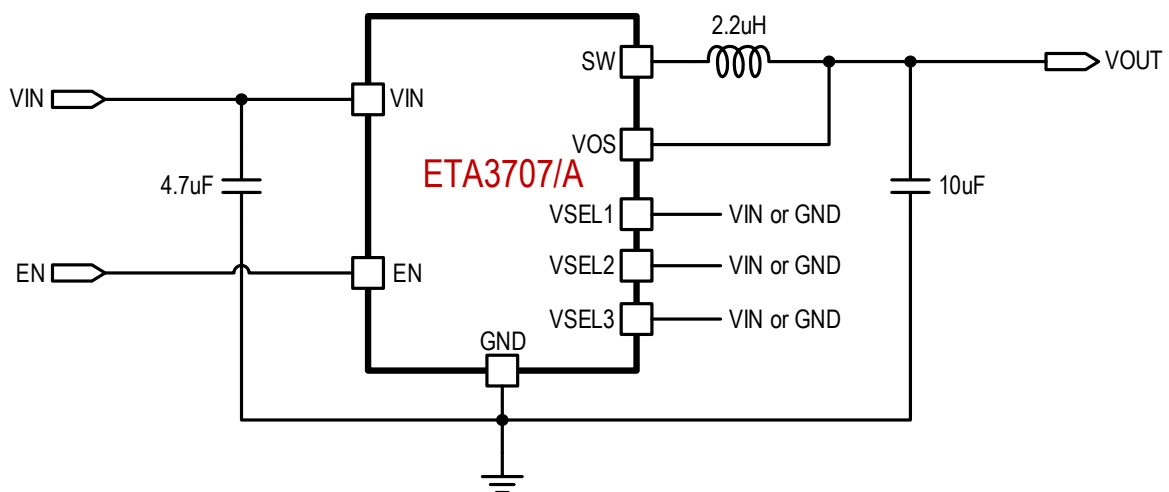 2.2uH
SW
VOUT
VIN
VIN
VOS
ETA3707/A
4.7uF
10uF
VSEL1
VIN or GND
VSEL2
VIN or GND
EN
EN
VSEL3
VIN or GND
GND